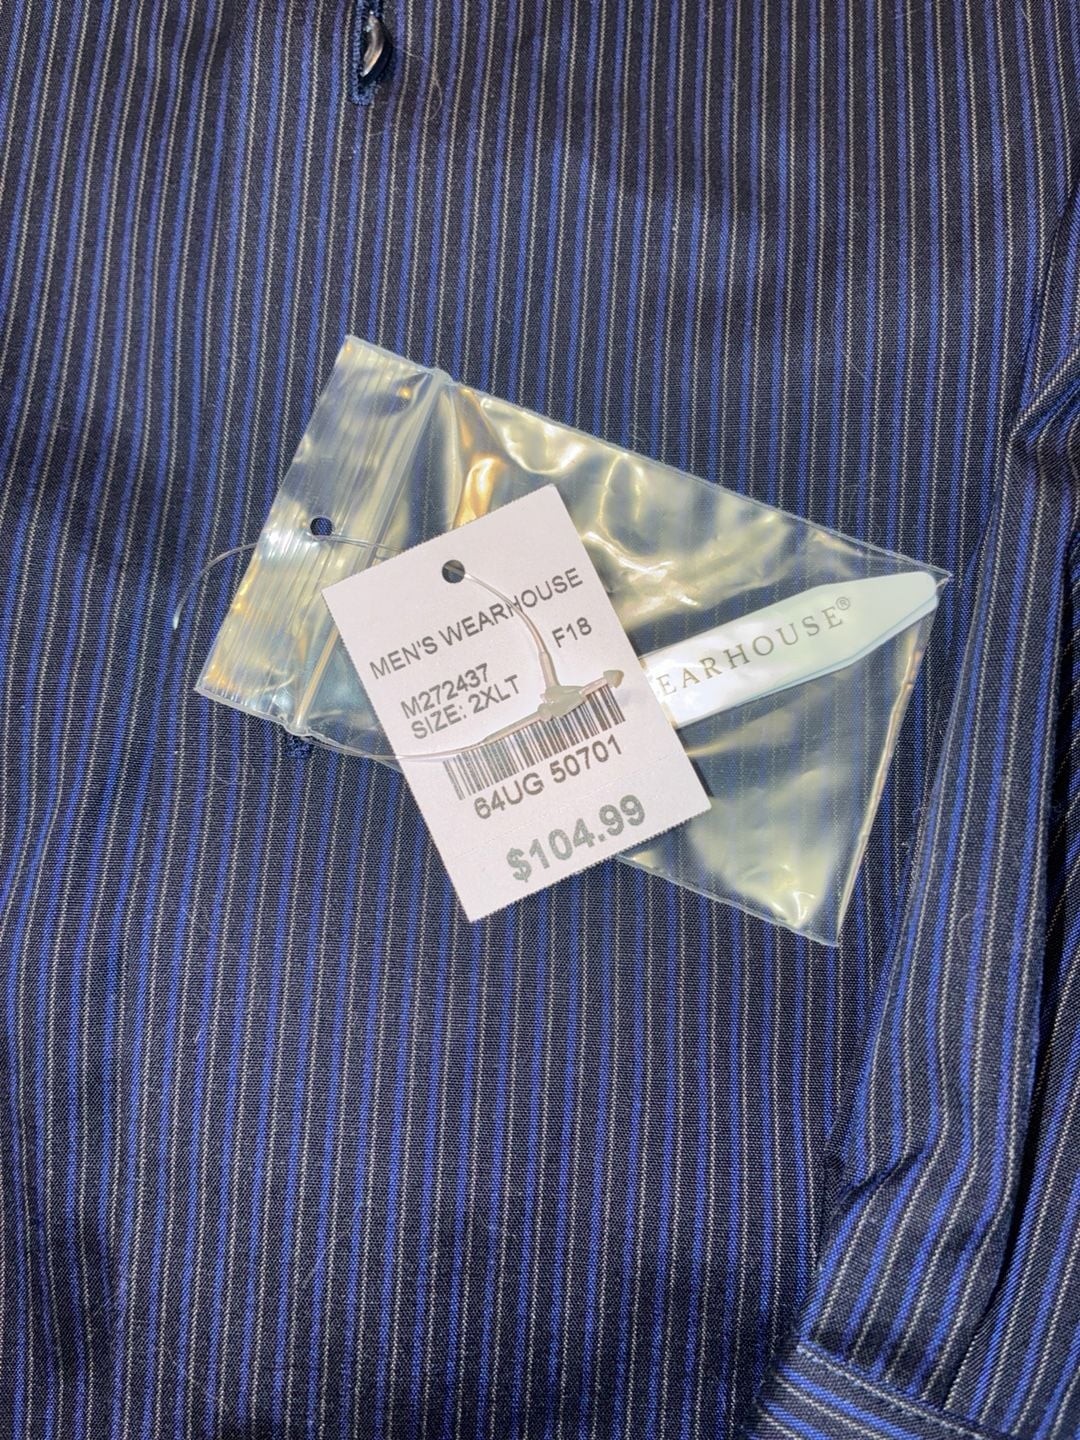 MEN'S WEARHOUSE
M272437 F18
SIZE: 2XLT
64UG 50701
$104.99
EARHOUSE®